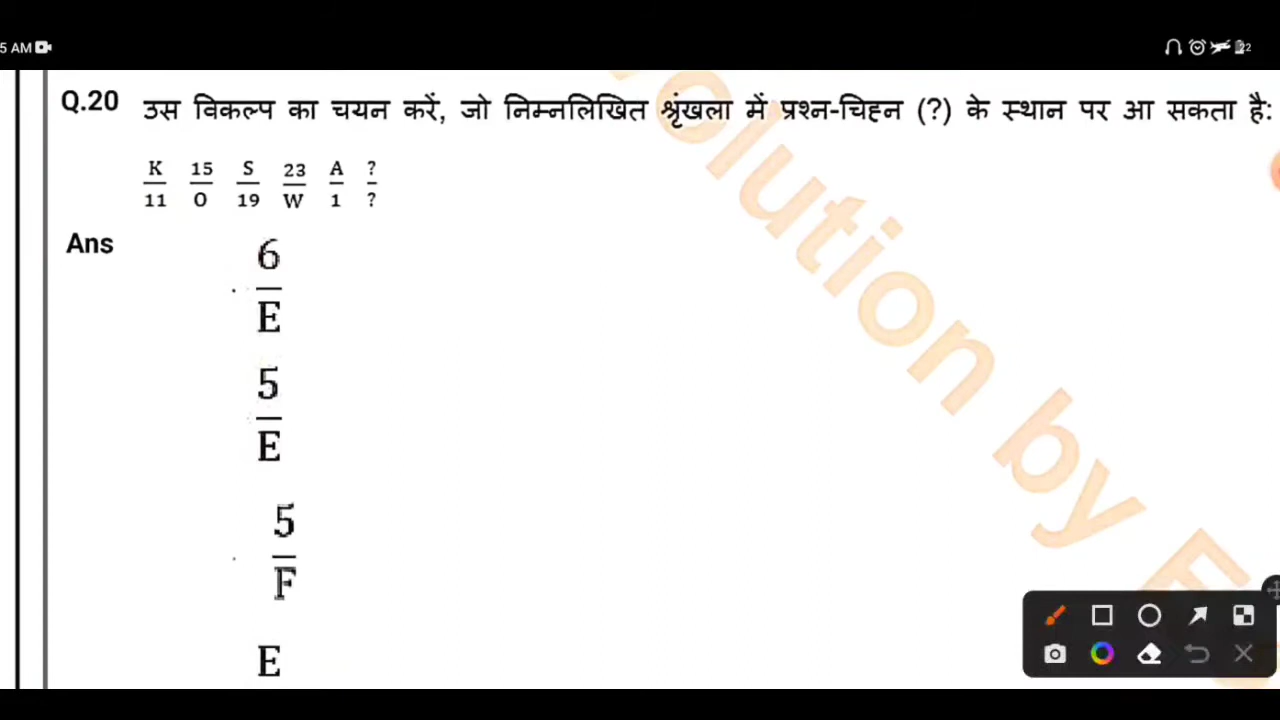 5 AM 22
Q.20 उस विकल्प का चयन करें, जो निम्नलिखित श्रृंखला में प्रश्न-चिह्न (?) के स्थान पर आ सकता है:
K 15 S 23 A ?
11 O 19 W 1 ?
Ans
6
E
5
E
5
F
E
olution by E